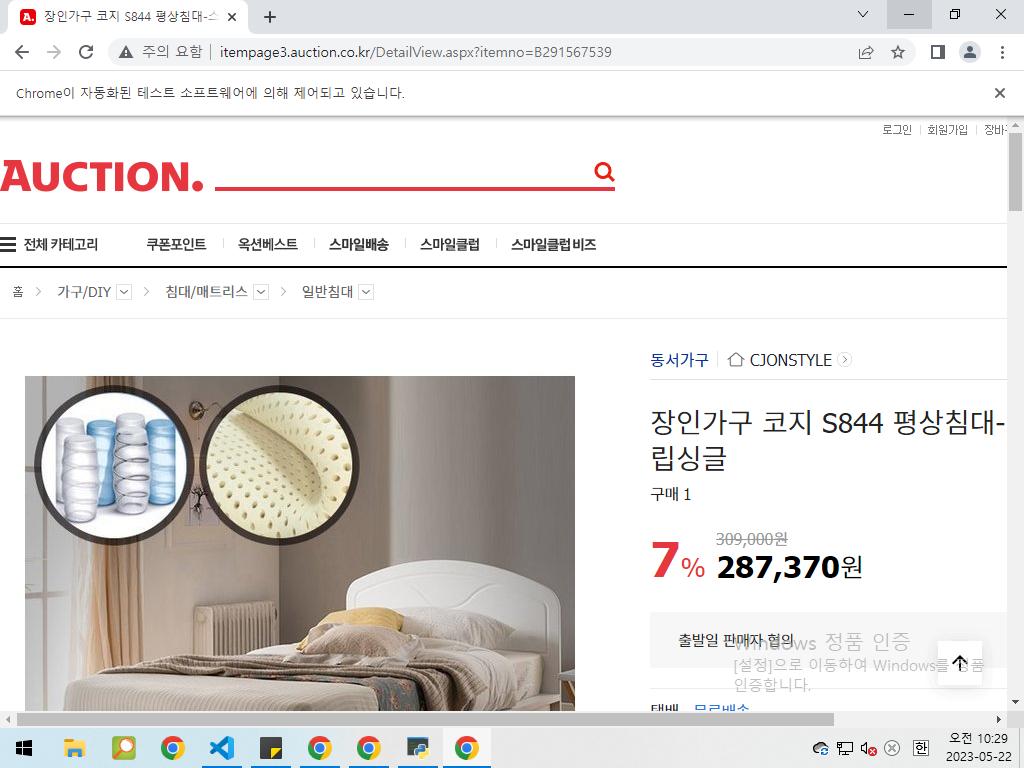 장인가구 코지 S844 평상침대-스
주의 요함
itempage3.auction.co.kr/DetailView.aspx?itemno=B291567539
Chrome이 자동화된 테스트 소프트웨어에 의해 제어되고 있습니다.
로그인 회원가입 장바구
AUCTION.
전체 카테고리 쿠폰포인트 옥션베스트 스마일배송 스마일클럽 스마일클럽 비즈
홈 가구/DIY 침대/매트리스 일반침대
동서가구 CJONSTYLE
장인가구 코지 S844 평상침대-
립싱글
구매 1
309,000원
7% 287,370원
출발일 판매자 협의
Windows 정품 인증
[설정]으로 이동하여 Windows를 정품
인증합니다.
택배 무료배송
한
오전 10:29
2023-05-22